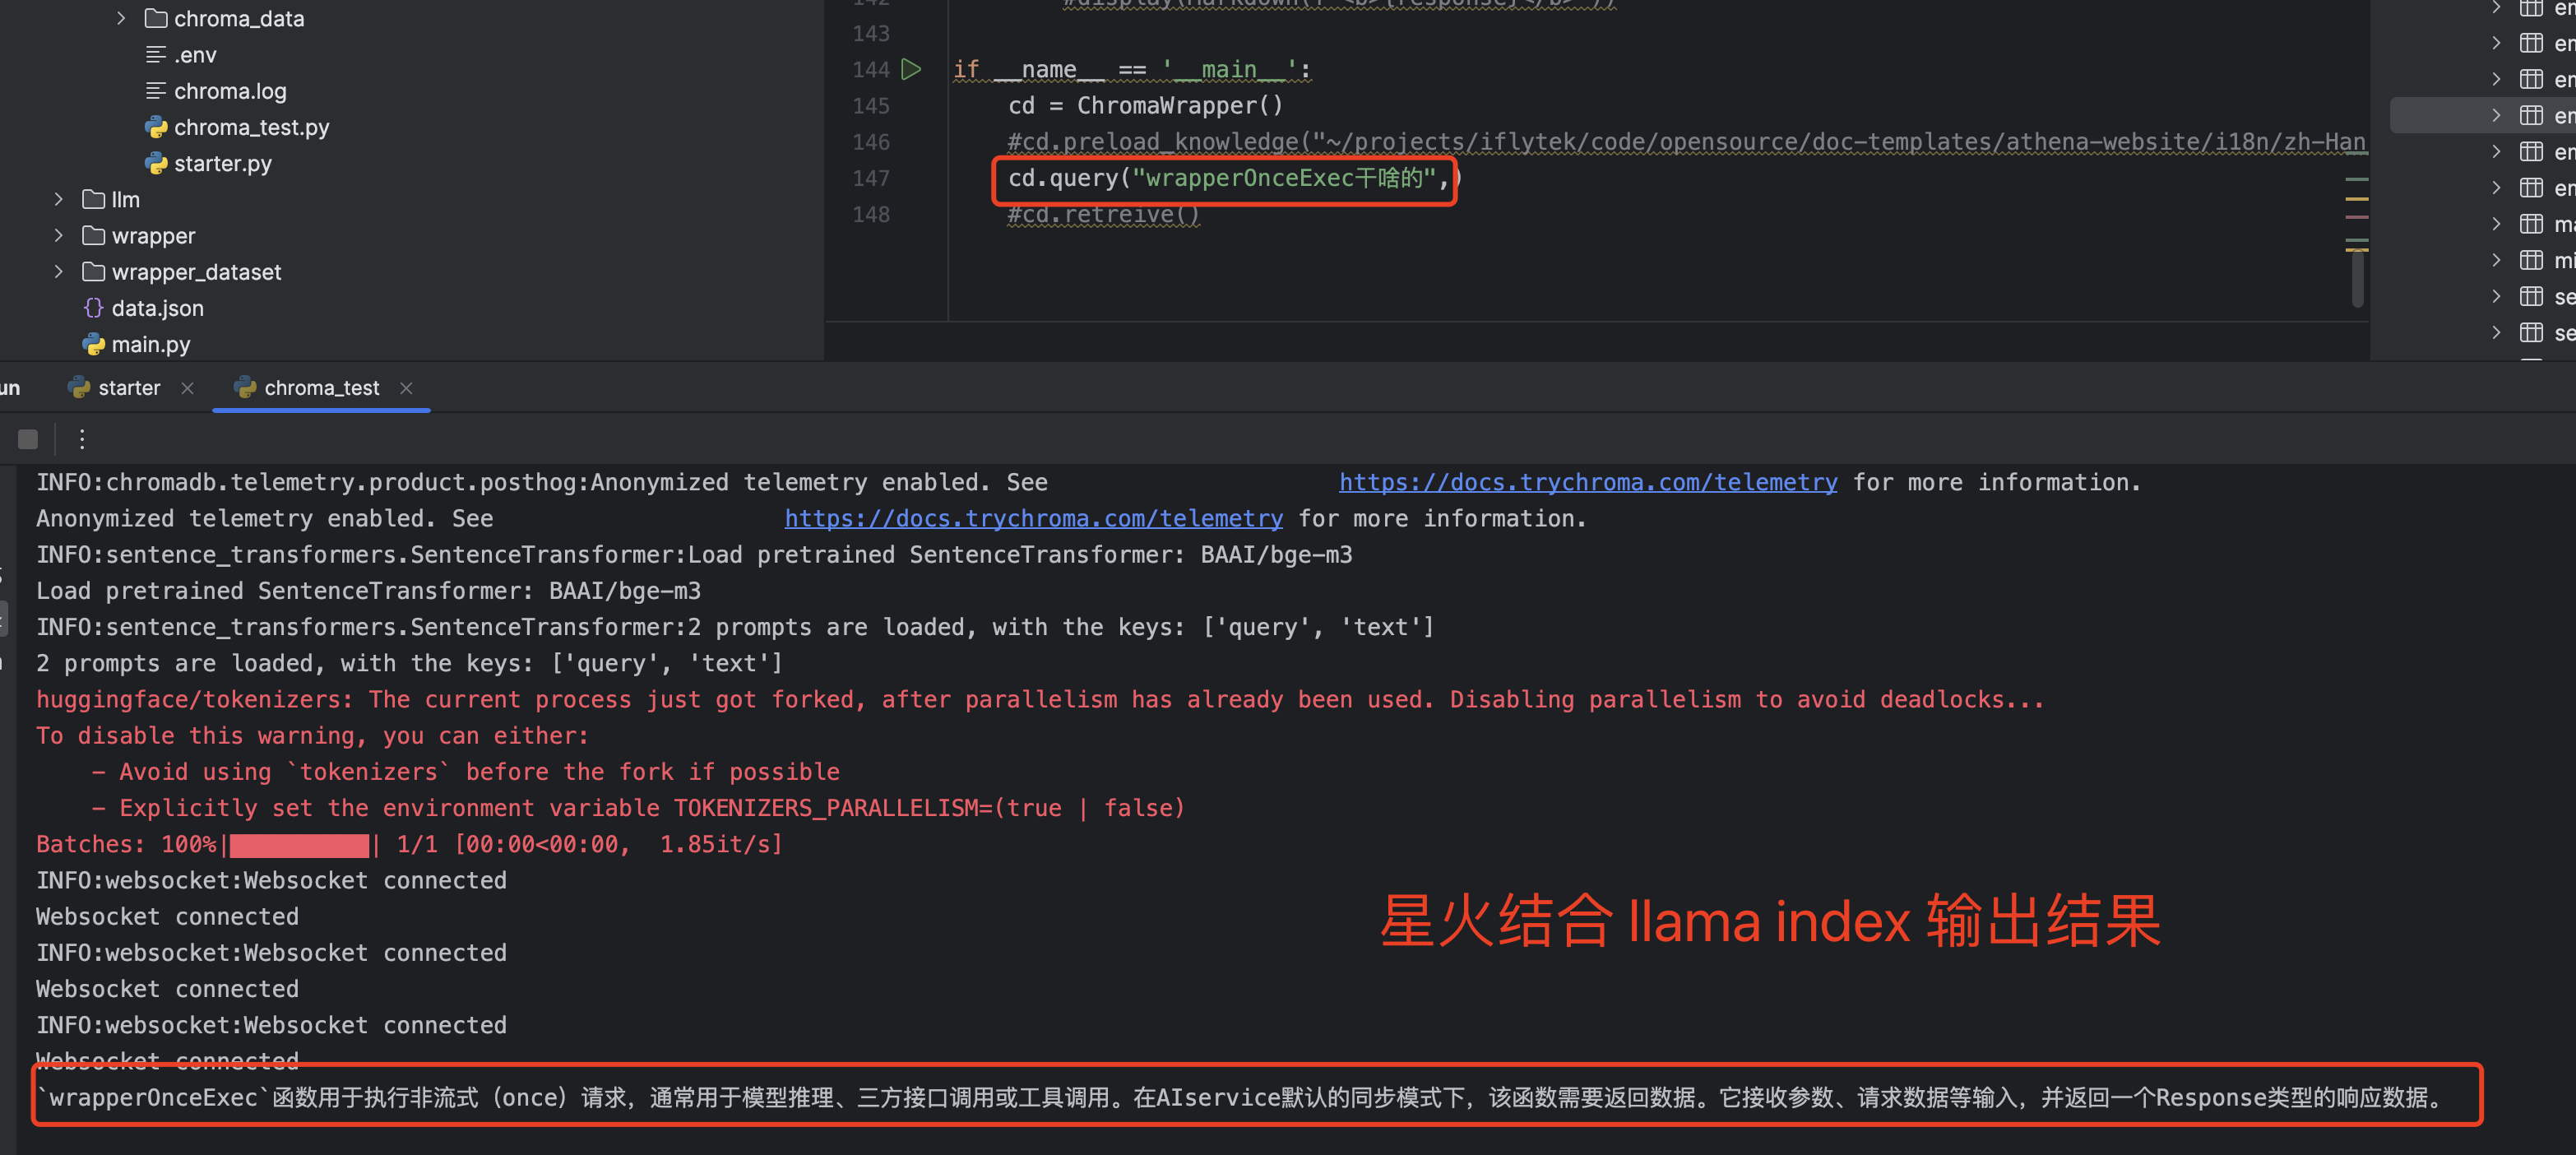 chroma_data
.env
chroma.log
chroma_test.py
starter.py
llm
wrapper
wrapper_dataset
data.json
main.py
142 #display(Markdown(f"<b>{response}</b>"))
143
144 if __name__ == '__main__':
145 cd = ChromaWrapper()
146 #cd.preload_knowledge("~/projects/iflytek/code/opensource/doc-templates/athena-website/i18n/zh-Han
147 cd.query("wrapperOnceExec干啥的",)
148 #cd.retreive()
en
en
en
en
en
en
ma
mi
se
se
un
starter
chroma_test
INFO:chromadb.telemetry.product.posthog:Anonymized telemetry enabled. See https://docs.trychroma.com/telemetry for more information.
Anonymized telemetry enabled. See https://docs.trychroma.com/telemetry for more information.
INFO:sentence_transformers.SentenceTransformer:Load pretrained SentenceTransformer: BAAI/bge-m3
Load pretrained SentenceTransformer: BAAI/bge-m3
INFO:sentence_transformers.SentenceTransformer:2 prompts are loaded, with the keys: ['query', 'text']
2 prompts are loaded, with the keys: ['query', 'text']
huggingface/tokenizers: The current process just got forked, after parallelism has already been used. Disabling parallelism to avoid deadlocks...
To disable this warning, you can either:
- Avoid using `tokenizers` before the fork if possible
- Explicitly set the environment variable TOKENIZERS_PARALLELISM=(true | false)
Batches: 100%|██████████| 1/1 [00:00<00:00, 1.85it/s]
INFO:websocket:Websocket connected
Websocket connected
INFO:websocket:Websocket connected
Websocket connected
INFO:websocket:Websocket connected
Websocket connected
星火结合 llama index 输出结果
`wrapperOnceExec`函数用于执行非流式（once）请求，通常用于模型推理、三方接口调用或工具调用。在AIservice默认的同步模式下，该函数需要返回数据。它接收参数、请求数据等输入，并返回一个Response类型的响应数据。